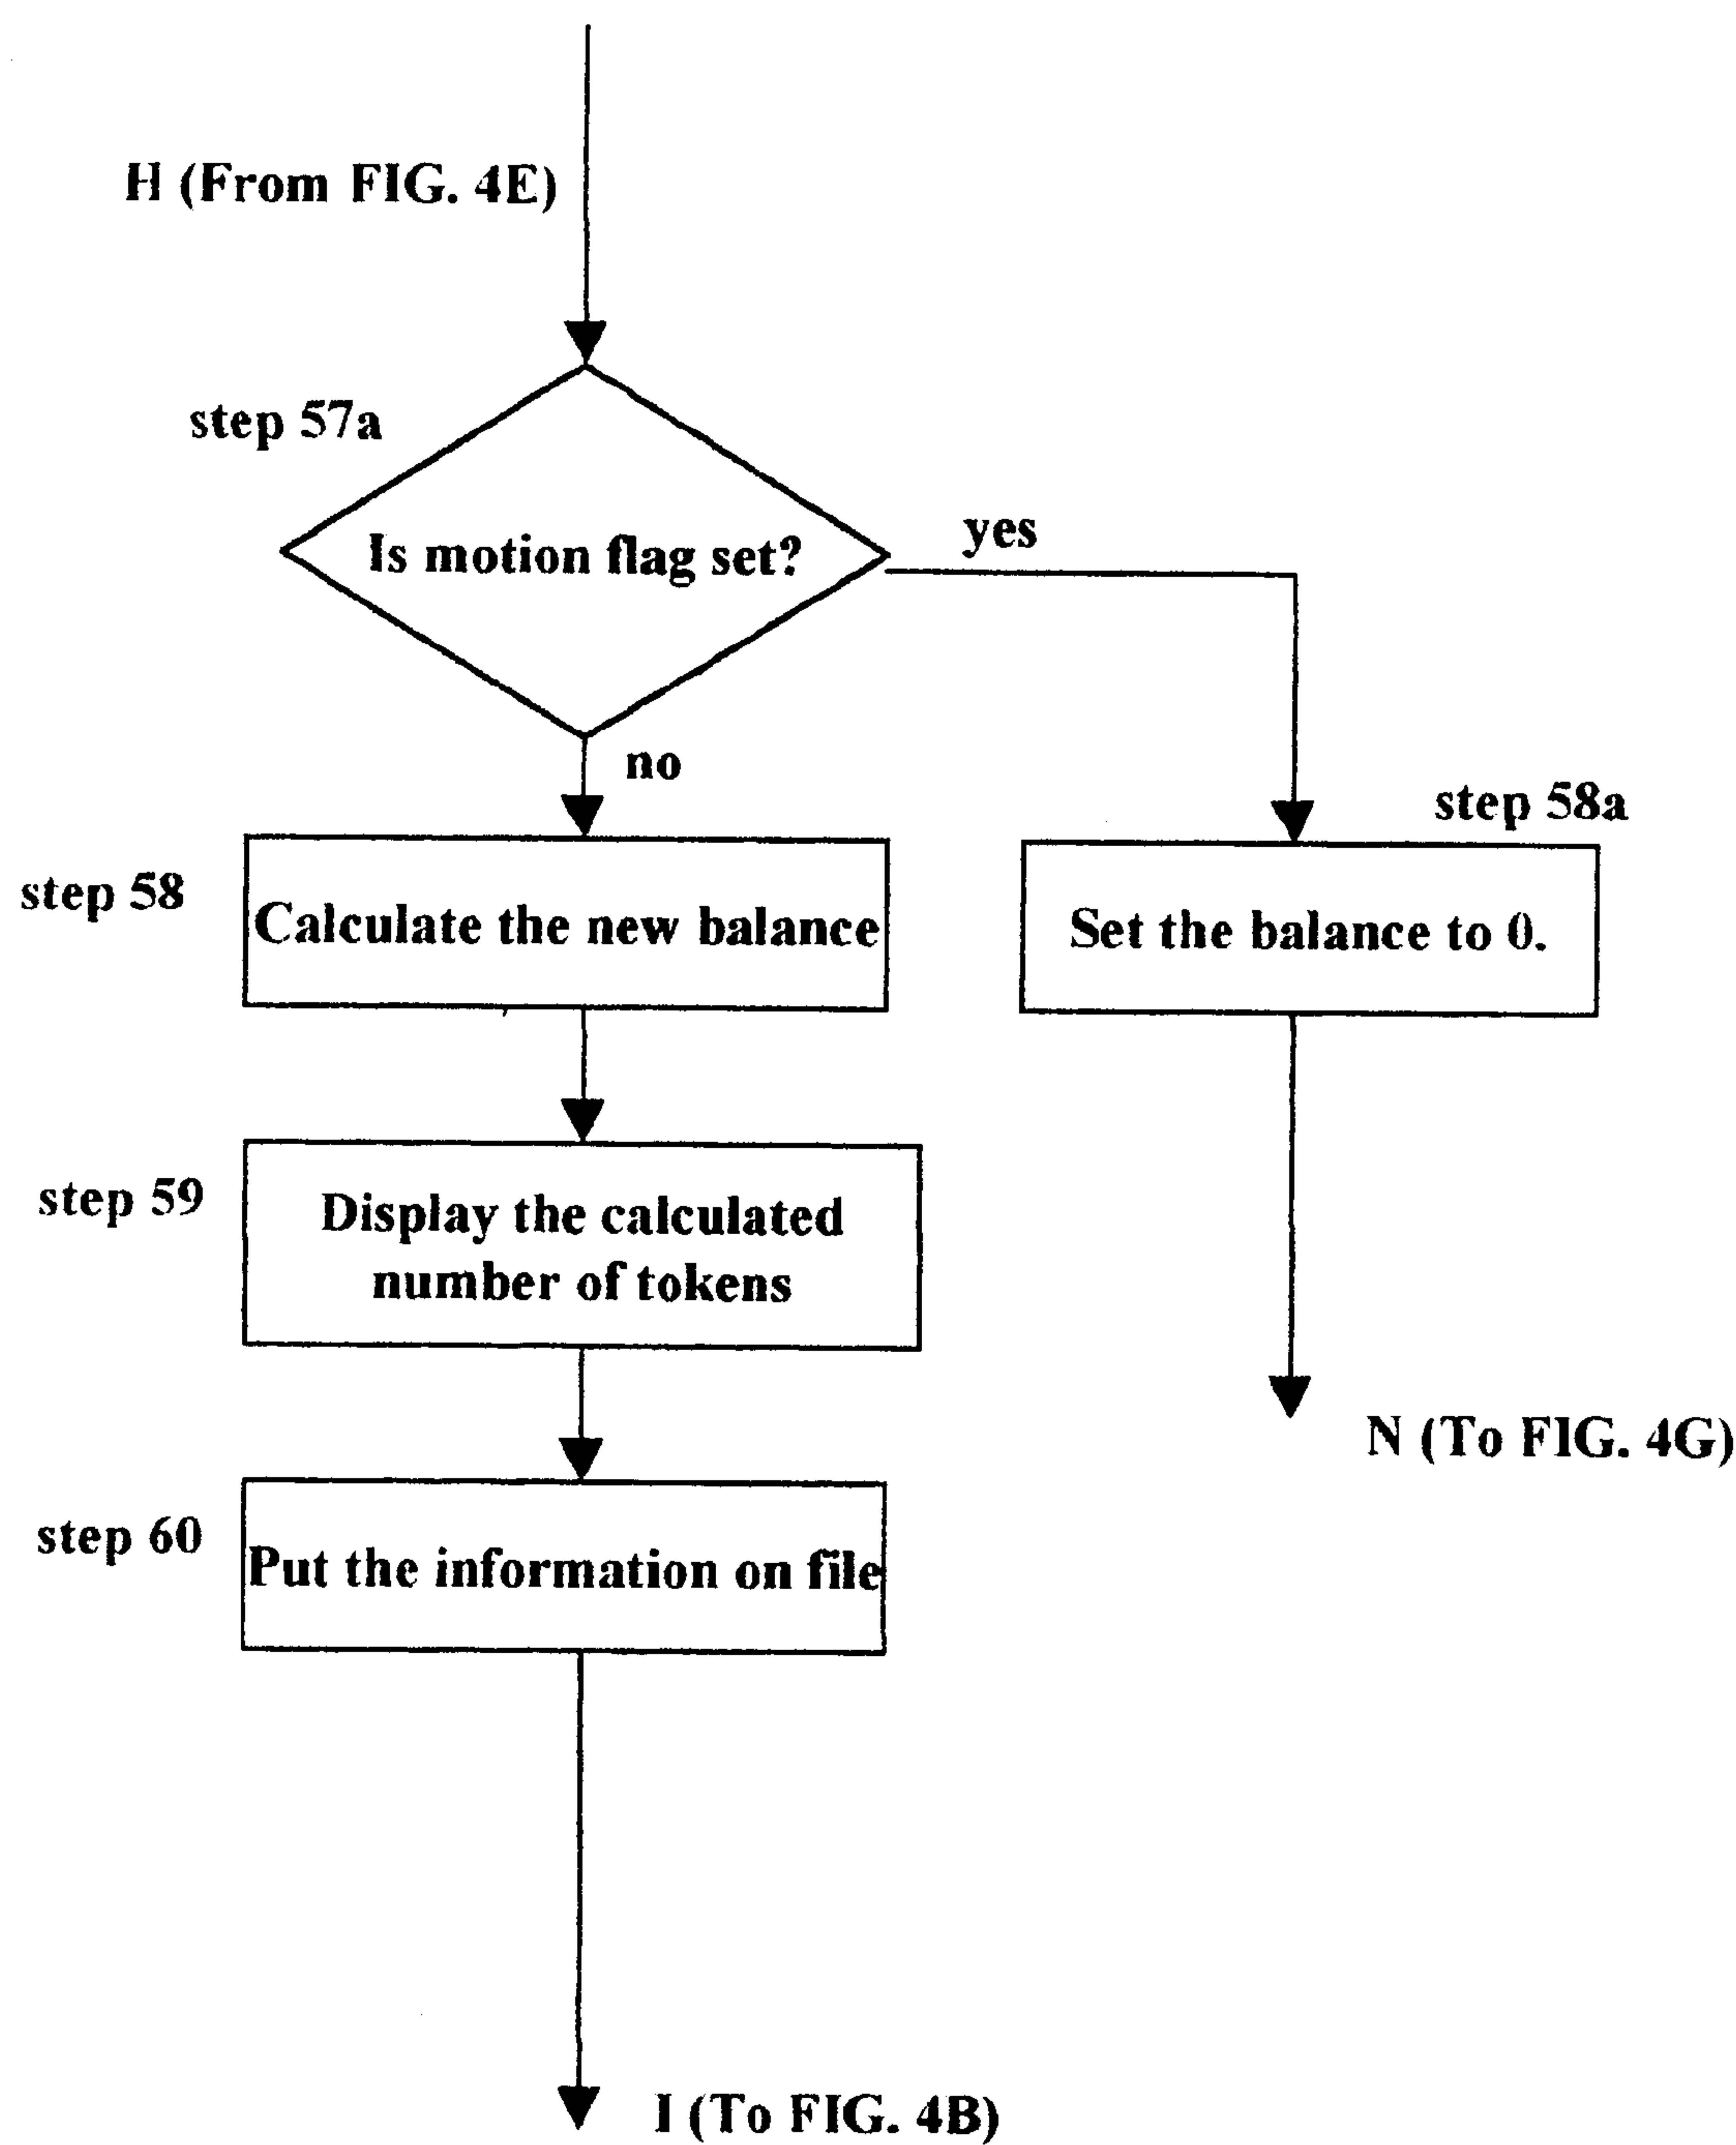 H (From FIG. 4E)
step 57a
Is motion flag set?
yes
no
step 58a
step 58
Calculate the new balance
Set the balance to 0.
step 59
Display the calculated
number of tokens
N (To FIG. 4G)
step 60
Put the information on file
I (To FIG. 4B)